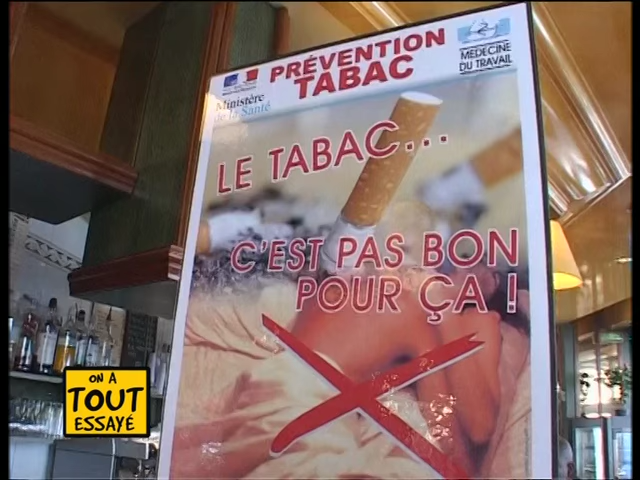 PRÉVENTION
TABAC
MÉDECINE
DU TRAVAIL
Ministère
de la Santé
LE TABAC...
C'EST PAS BON
POUR ÇA !
ON A
TOUT
ESSAYÉ